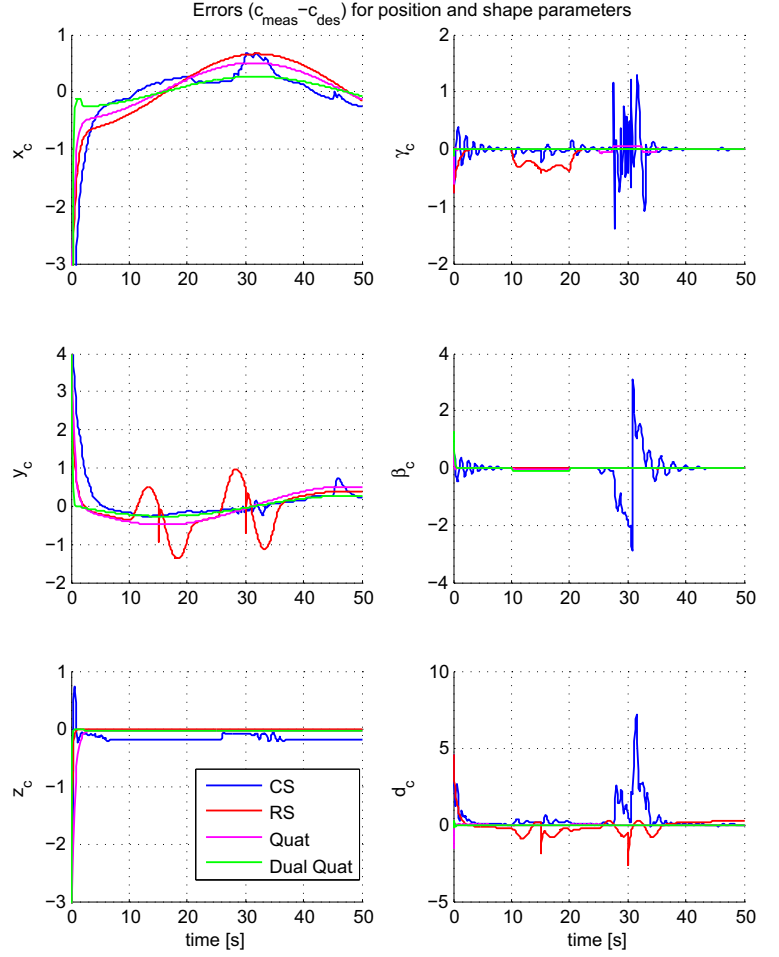 Errors (c_meas−c_des) for position and shape parameters
1
0
−1
−2
−3
0 10 20 30 40 50
x_c
2
1
0
−1
−2
0 10 20 30 40 50
γ_c
4
3
2
1
0
−1
−2
0 10 20 30 40 50
y_c
4
2
0
−2
−4
0 10 20 30 40 50
β_c
1
0
−1
−2
−3
0 10 20 30 40 50
z_c
time [s]
CS
RS
Quat
Dual Quat
10
5
0
−5
0 10 20 30 40 50
d_c
time [s]